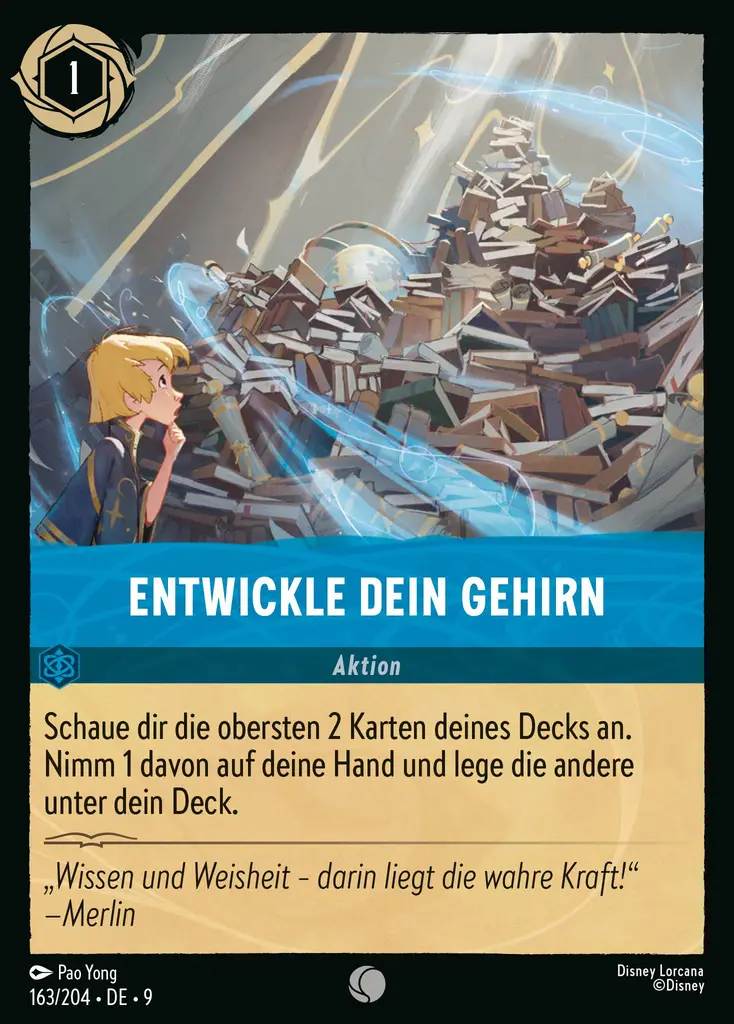 1
ENTWICKLE DEIN GEHIRN
Aktion
Schaue dir die obersten 2 Karten deines Decks an.
Nimm 1 davon auf deine Hand und lege die andere
unter dein Deck.
„Wissen und Weisheit – darin liegt die wahre Kraft!“
–Merlin
Pao Yong
Disney Lorcana
163/204 • DE • 9
©Disney